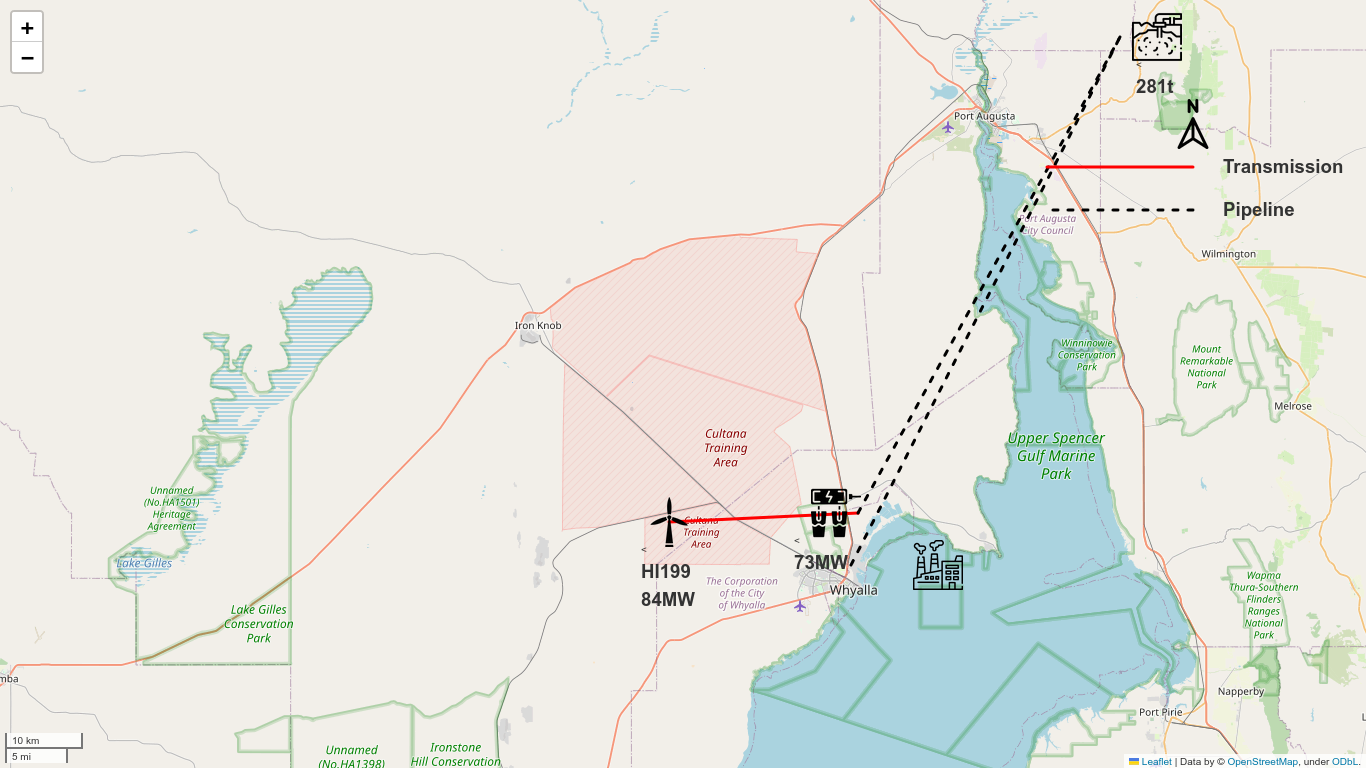 +
−
Port Augusta
281t
N
Transmission
Pipeline
Port Augusta
City Council
Wilmington
Iron Knob
Winninowie
Conservation
Park
Mount
Remarkable
National
Park
Melrose
Cultana
Training
Area
Upper Spencer
Gulf Marine
Park
Unnamed
(No.HA1501)
Heritage
Agreement
Cultana
Training
Area
Lake Gilles
HI199
84MW
73MW
The Corporation
of the City
of Whyalla
Whyalla
Wapma
Thura-Southern
Flinders
Ranges
National
Park
Lake Gilles
Conservation
Park
mba
Napperby
Port Pirie
10 km
5 mi
Unnamed
(No.HA1398)
Ironstone
Hill Conservation
Leaflet | Data by © OpenStreetMap, under ODbL.